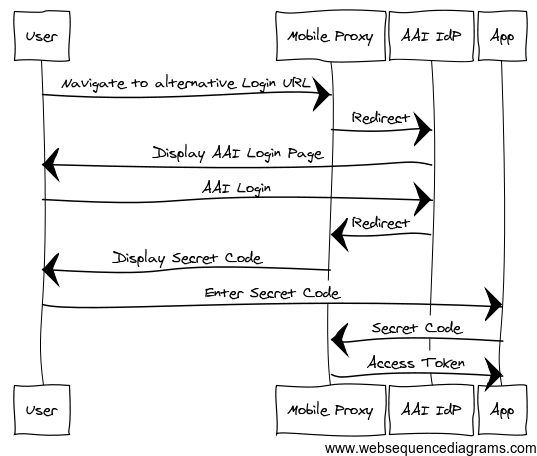 User
Mobile Proxy
AAI IdP
App
Navigate to alternative Login URL
Redirect
Display AAI Login Page
AAI Login
Redirect
Display Secret Code
Enter Secret Code
Secret Code
Access Token
User
Mobile Proxy
AAI IdP
App
www.websequencediagrams.com